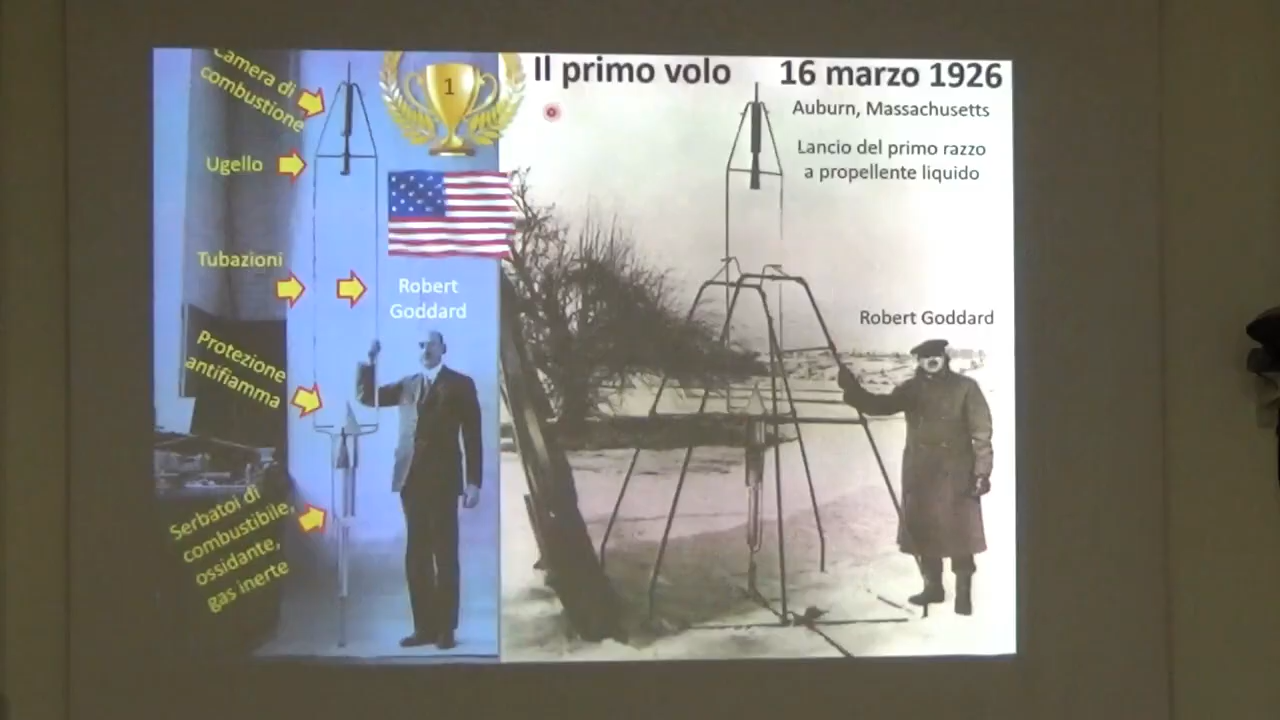 Camera di
combustione
Ugello
Tubazioni
Protezione
antifiamma
Serbatoi di
combustibile,
ossidante,
gas inerte
1
Robert
Goddard
Il primo volo
16 marzo 1926
Auburn, Massachusetts
Lancio del primo razzo
a propellente liquido
Robert Goddard